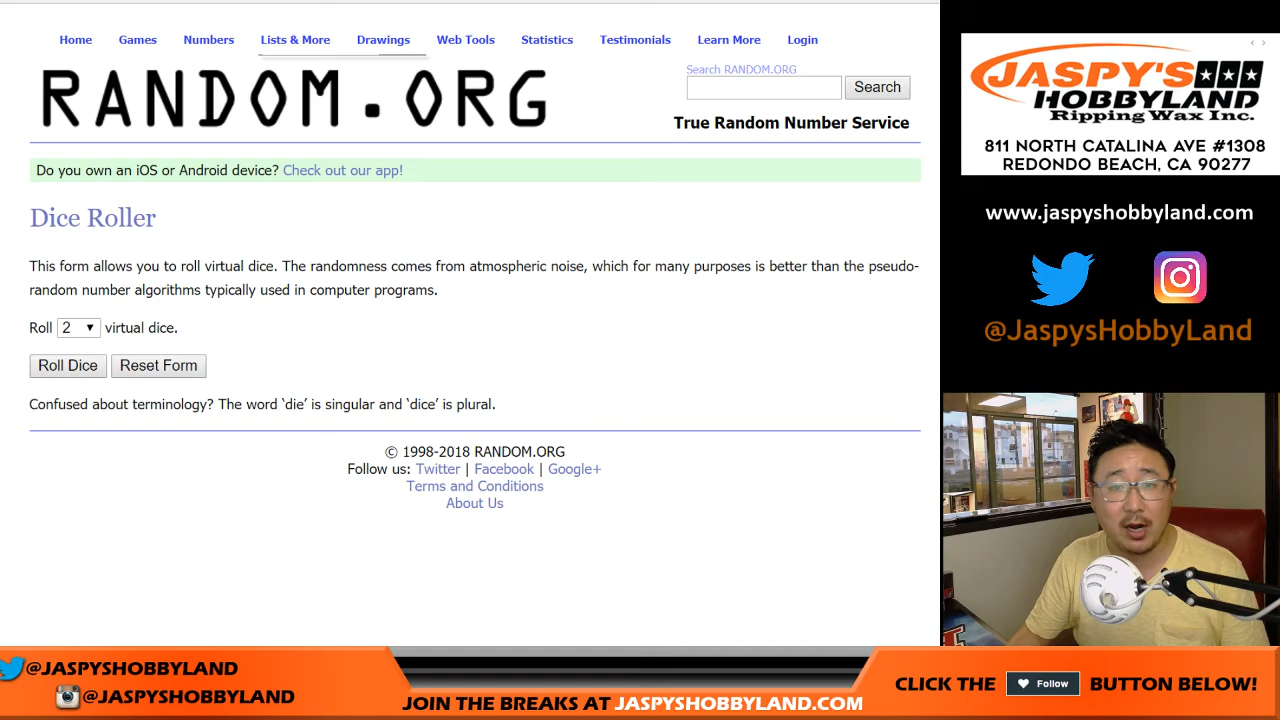 Home Games Numbers Lists & More Drawings Web Tools Statistics Testimonials Learn More Login
RANDOM.ORG
Search RANDOM.ORG
Search
True Random Number Service
Do you own an iOS or Android device? Check out our app!
Dice Roller
This form allows you to roll virtual dice. The randomness comes from atmospheric noise, which for many purposes is better than the pseudo-
random number algorithms typically used in computer programs.
Roll 2 virtual dice.
Roll Dice Reset Form
Confused about terminology? The word ‘die’ is singular and ‘dice’ is plural.
© 1998-2018 RANDOM.ORG
Follow us: Twitter | Facebook | Google+
Terms and Conditions
About Us
JASPY'S
HOBBYLAND
Ripping Wax Inc.
811 NORTH CATALINA AVE #1308
REDONDO BEACH, CA 90277
www.jaspyshobbyland.com
@JaspysHobbyLand
@JASPYSHOBBYLAND
@JASPYSHOBBYLAND
JOIN THE BREAKS AT JASPYSHOBBYLAND.COM
CLICK THE Follow BUTTON BELOW!